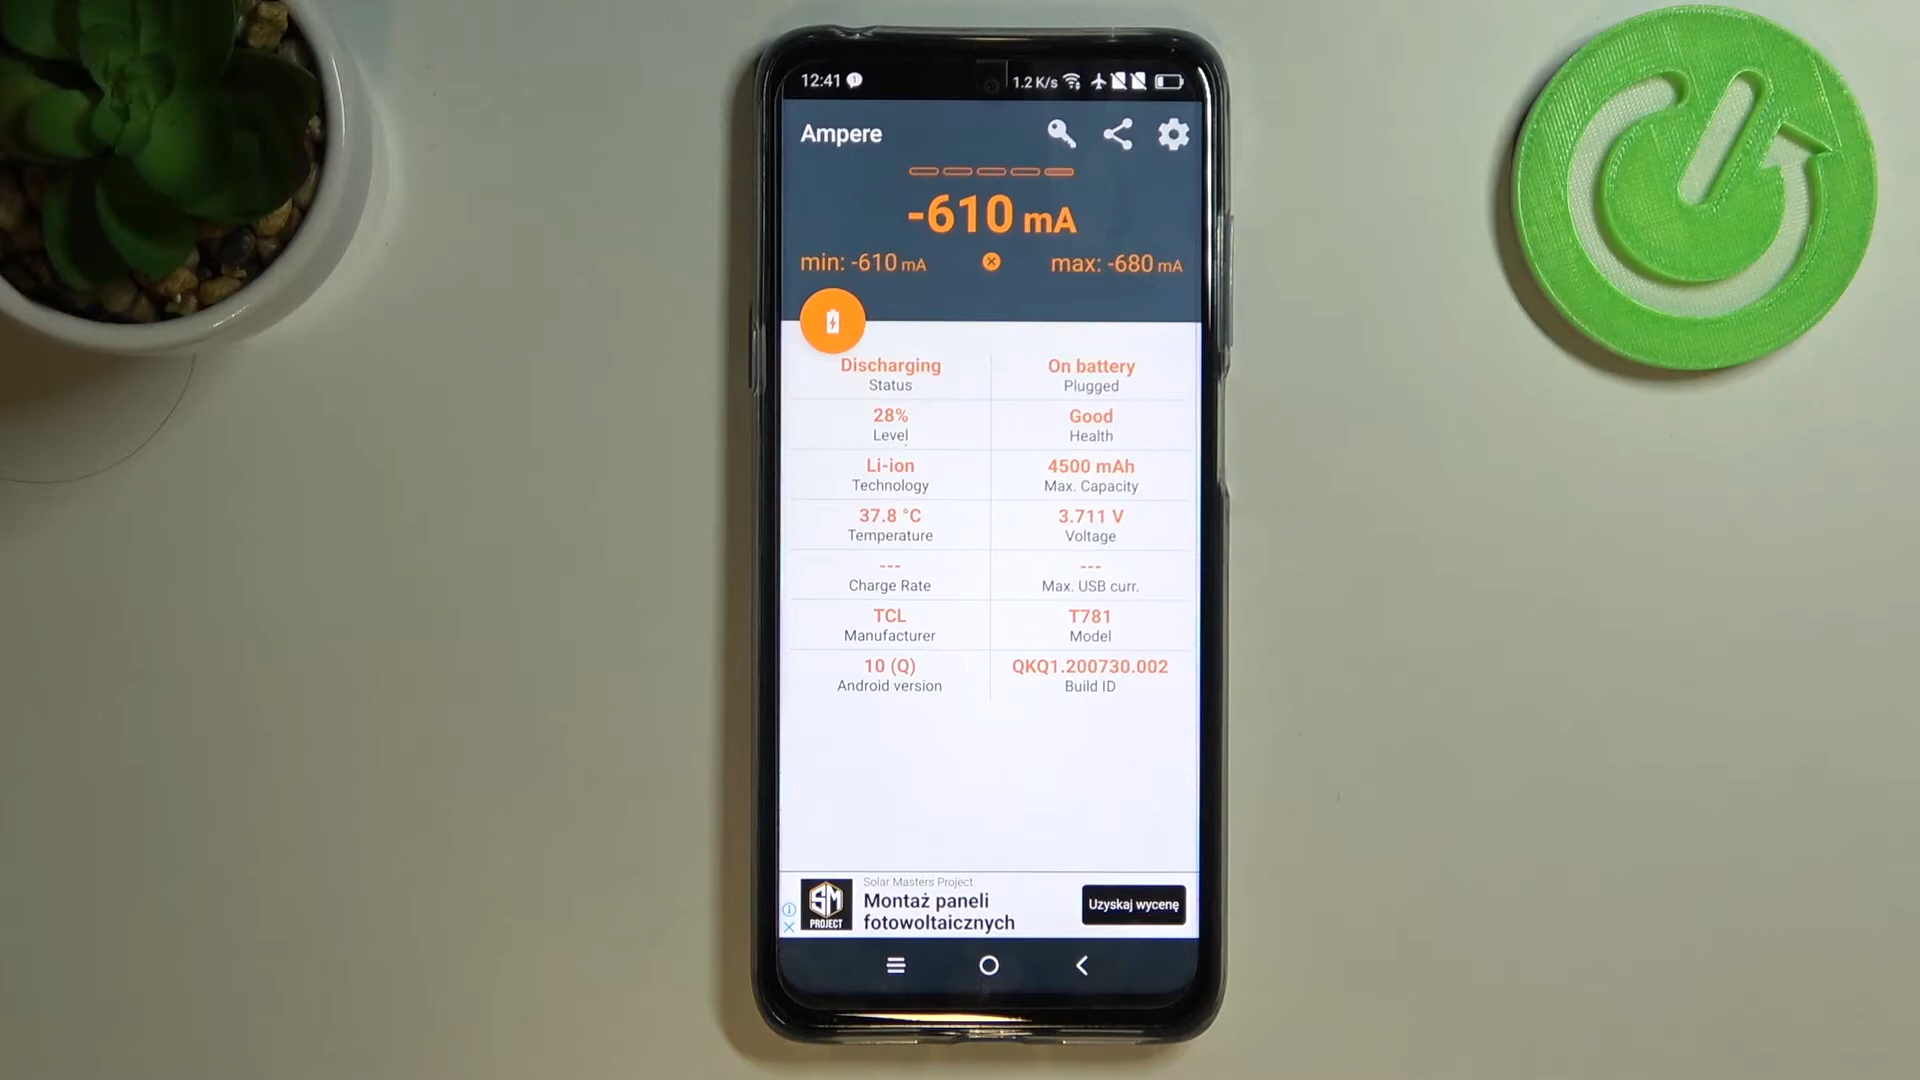 12:41
1.2 K/s
Ampere
-610 mA
min: -610 mA
max: -680 mA
Discharging
Status
On battery
Plugged
28%
Level
Good
Health
Li-ion
Technology
4500 mAh
Max. Capacity
37.8 °C
Temperature
3.711 V
Voltage
---
Charge Rate
---
Max. USB curr.
TCL
Manufacturer
T781
Model
10 (Q)
Android version
QKQ1.200730.002
Build ID
SM
PROJECT
Solar Masters Project
Montaż paneli
fotowoltaicznych
Uzyskaj wycenę